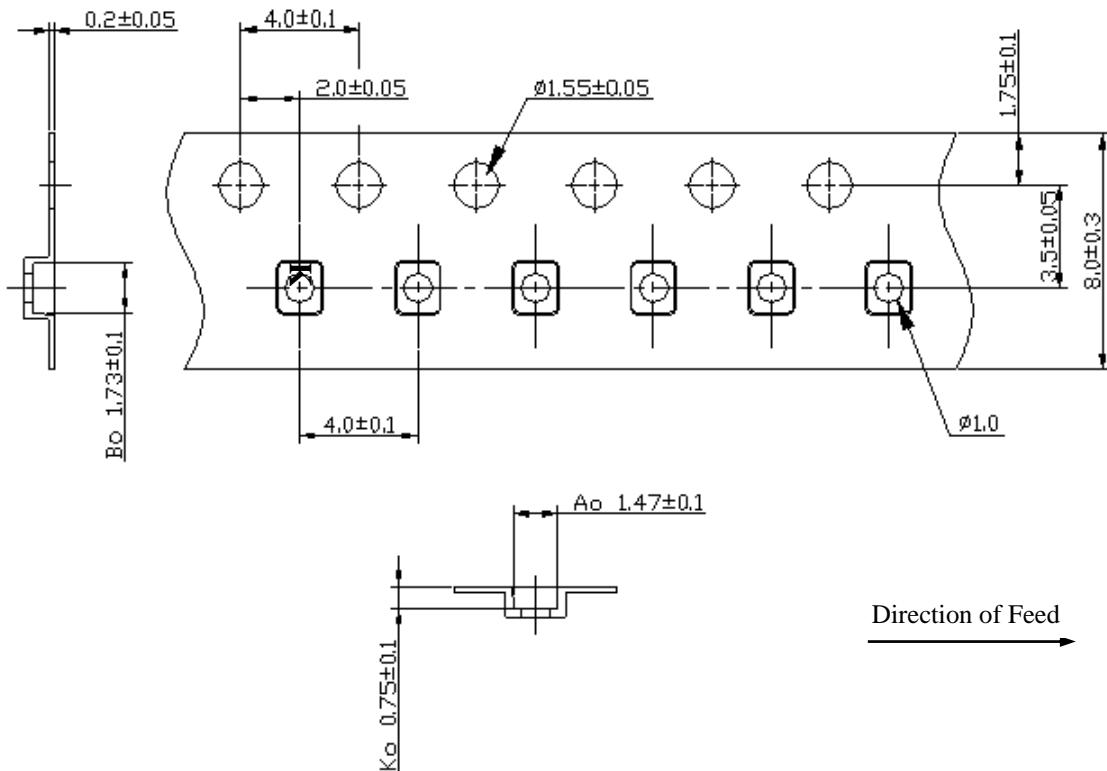 0.2±0.05
4.0±0.1
2.0±0.05
ø1.55±0.05
1.75±0.1
3.5±0.05
8.0±0.3
K
Bo 1.73±0.1
4.0±0.1
ø1.0
Ao 1.47±0.1
Ko 0.75±0.1
Direction of Feed